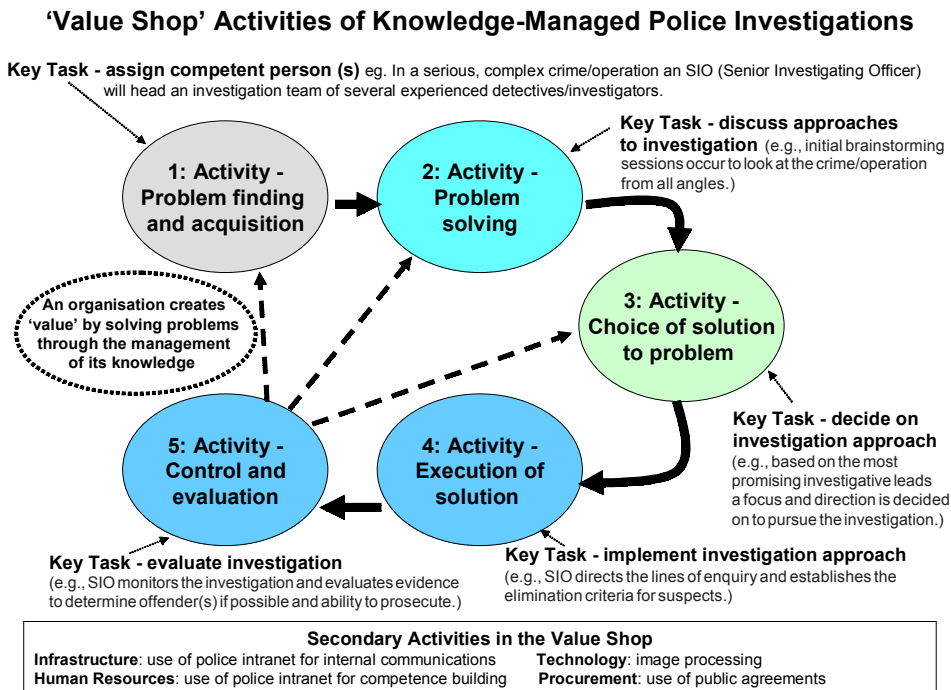 ‘Value Shop’ Activities of Knowledge-Managed Police Investigations
Key Task - assign competent person (s) eg. In a serious, complex crime/operation an SIO (Senior Investigating Officer)
will head an investigation team of several experienced detectives/investigators.
1: Activity -
Problem finding
and acquisition
2: Activity -
Problem
solving
Key Task - discuss approaches
to investigation (e.g., initial brainstorming
sessions occur to look at the crime/operation
from all angles.)
An organisation creates
‘value’ by solving problems
through the management
of its knowledge
3: Activity -
Choice of solution
to problem
Key Task - decide on
investigation approach
(e.g., based on the most
promising investigative leads
a focus and direction is decided
on to pursue the investigation.)
4: Activity -
Execution of
solution
Key Task - implement investigation approach
(e.g., SIO directs the lines of enquiry and establishes the
elimination criteria for suspects.)
5: Activity -
Control and
evaluation
Key Task - evaluate investigation
(e.g., SIO monitors the investigation and evaluates evidence
to determine offender(s) if possible and ability to prosecute.)
Secondary Activities in the Value Shop
Infrastructure: use of police intranet for internal communications Technology: image processing
Human Resources: use of police intranet for competence building Procurement: use of public agreements